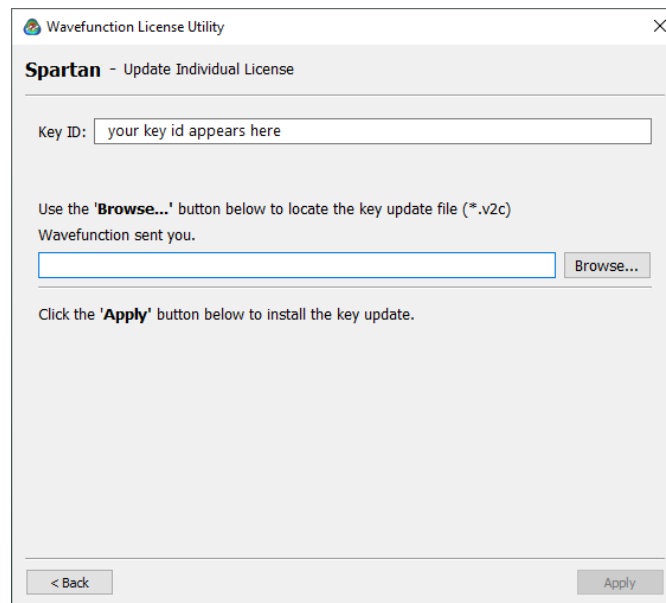 Wavefunction License Utility
Spartan - Update Individual License
Key ID: your key id appears here
Use the 'Browse...' button below to locate the key update file (*.v2c)
Wavefunction sent you.
Browse...
Click the 'Apply' button below to install the key update.
< Back
Apply